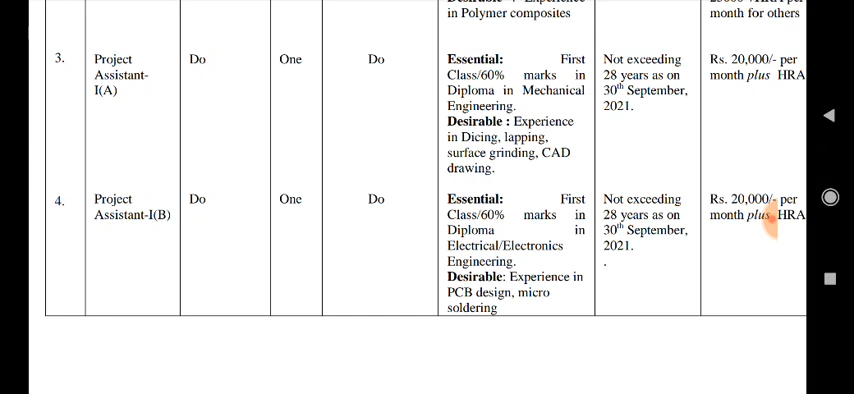 in Polymer composites
month for others
3.
Project
Assistant-
I(A)
Do
One
Do
Essential: First
Class/60% marks in
Diploma in Mechanical
Engineering.
Desirable : Experience
in Dicing, lapping,
surface grinding, CAD
drawing.
Not exceeding
28 years as on
30th September,
2021.
Rs. 20,000/- per
month plus HRA
4.
Project
Assistant-I(B)
Do
One
Do
Essential: First
Class/60% marks in
Diploma in
Electrical/Electronics
Engineering.
Desirable: Experience in
PCB design, micro
soldering
Not exceeding
28 years as on
30th September,
2021.
.
Rs. 20,000/- per
month plus HRA